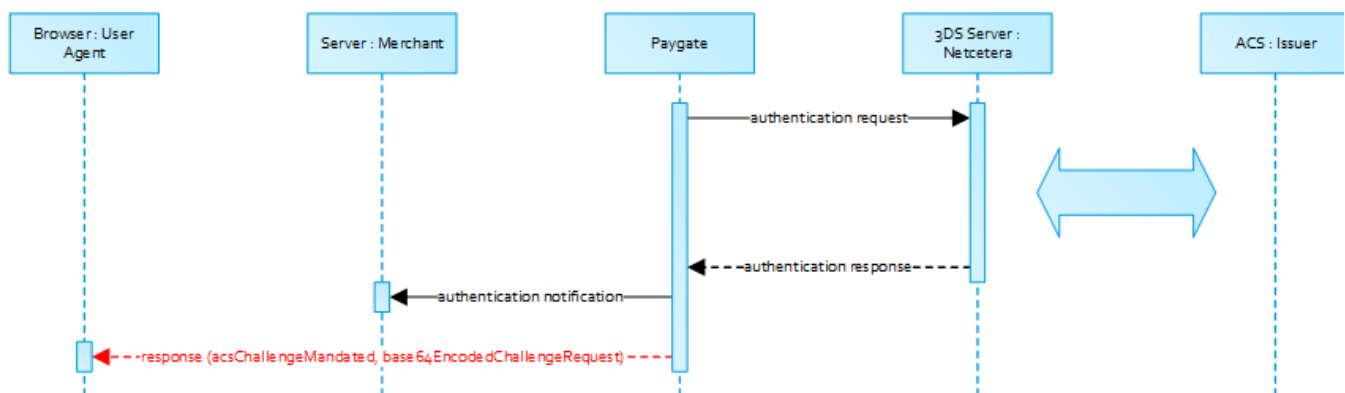 Browser : User
Agent
Server : Merchant
Paygate
3DS Server :
Netcetera
ACS : Issuer
authentication request
authentication response
authentication notification
response (acsChallengeMandated, base64EncodedChallengeRequest)